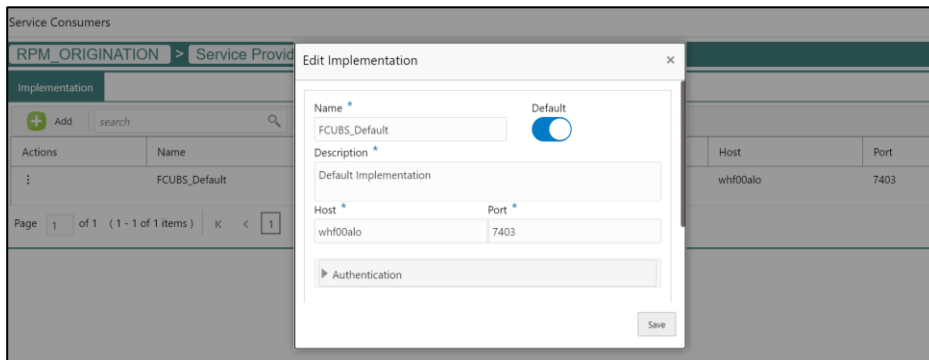 Service Consumers
RPM_ORIGINATION > Service Provid
Edit Implementation ×
Implementation
Name * Default
Add search
FCUBS_Default
Description *
Actions Name Host Port
Default Implementation
FCUBS_Default whf00alo 7403
Host * Port *
Page 1 of 1 (1 - 1 of 1 items) K < 1
whf00alo 7403
Authentication
Save